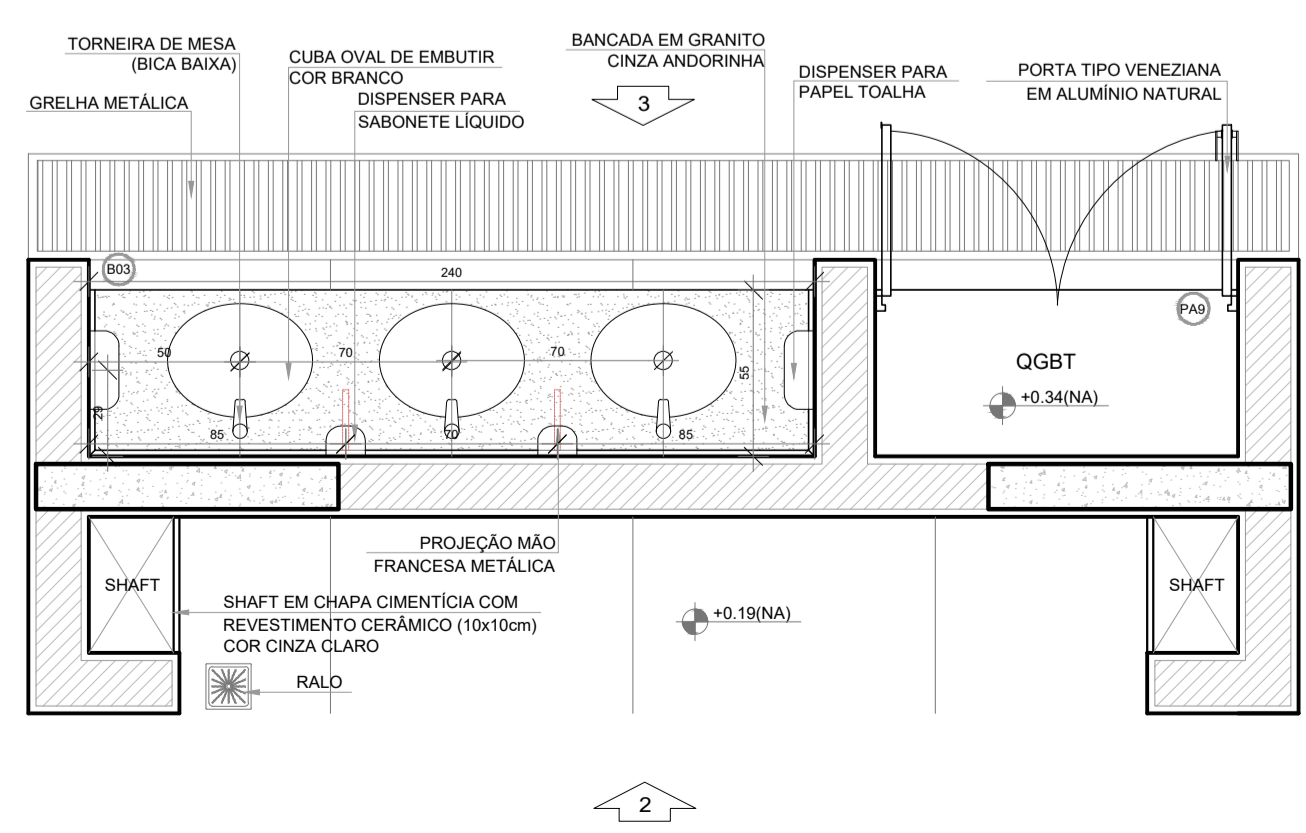 TORNEIRA DE MESA
(BICA BAIXA)
CUBA OVAL DE EMBUTIR
COR BRANCO
BANCADA EM GRANITO
CINZA ANDORINHA
GRELHA METÁLICA
DISPENSER PARA
SABONETE LÍQUIDO
3
DISPENSER PARA
PAPEL TOALHA
PORTA TIPO VENEZIANA
EM ALUMÍNIO NATURAL
B03
240
PA9
50
70
70
55
QGBT
+0.34(NA)
29
85
70
85
PROJEÇÃO MÃO
FRANCESA METÁLICA
SHAFT
SHAFT
SHAFT EM CHAPA CIMENTÍCIA COM
REVESTIMENTO CERÂMICO (10x10cm)
COR CINZA CLARO
+0.19(NA)
RALO
2